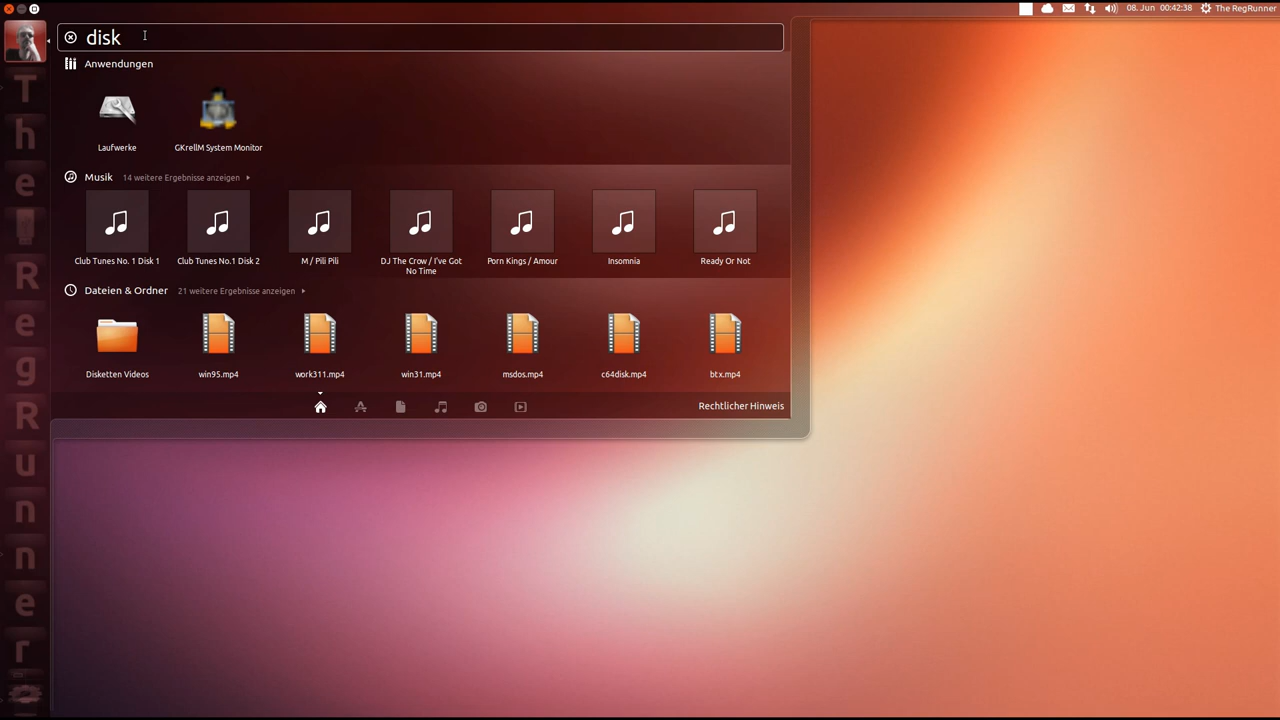 08. Jun 00:42:38 The RegRunner
disk
Anwendungen
Laufwerke
GKrellM System Monitor
Musik 14 weitere Ergebnisse anzeigen
Club Tunes No. 1 Disk 1
Club Tunes No.1 Disk 2
M / Pili Pili
DJ The Crow / I've Got
No Time
Porn Kings / Amour
Insomnia
Ready Or Not
Dateien & Ordner 21 weitere Ergebnisse anzeigen
Disketten Videos
win95.mp4
work311.mp4
win31.mp4
msdos.mp4
c64disk.mp4
btx.mp4
Rechtlicher Hinweis
T
h
e
R
e
g
R
u
n
n
e
r